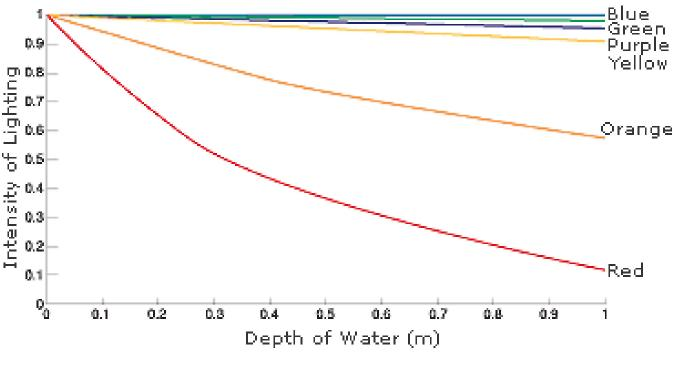 1
0.9
0.8
0.7
0.6
0.5
0.4
0.3
0.2
0.1
0
Intensity of Lighting
Blue
Green
Purple
Yellow
Orange
Red
0 0.1 0.2 0.3 0.4 0.5 0.6 0.7 0.8 0.9 1
Depth of Water (m)